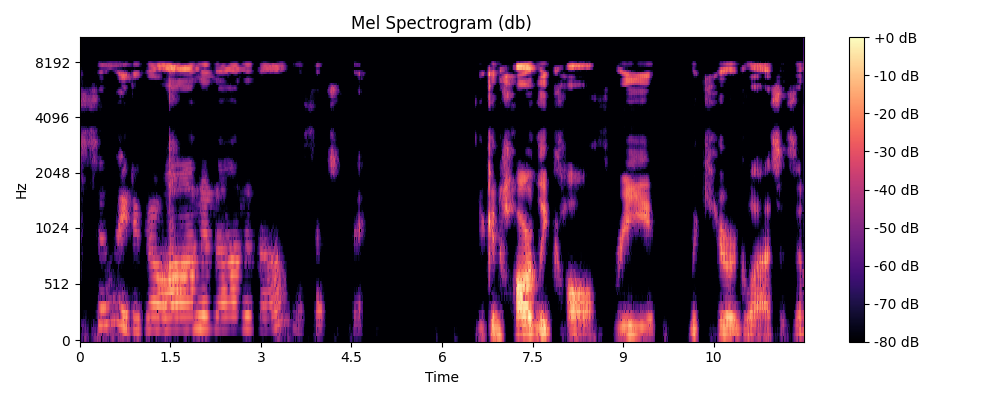 Mel Spectrogram (db)
8192
4096
2048
1024
512
0
Hz
0 1.5 3 4.5 6 7.5 9 10
Time
+0 dB
-10 dB
-20 dB
-30 dB
-40 dB
-50 dB
-60 dB
-70 dB
-80 dB